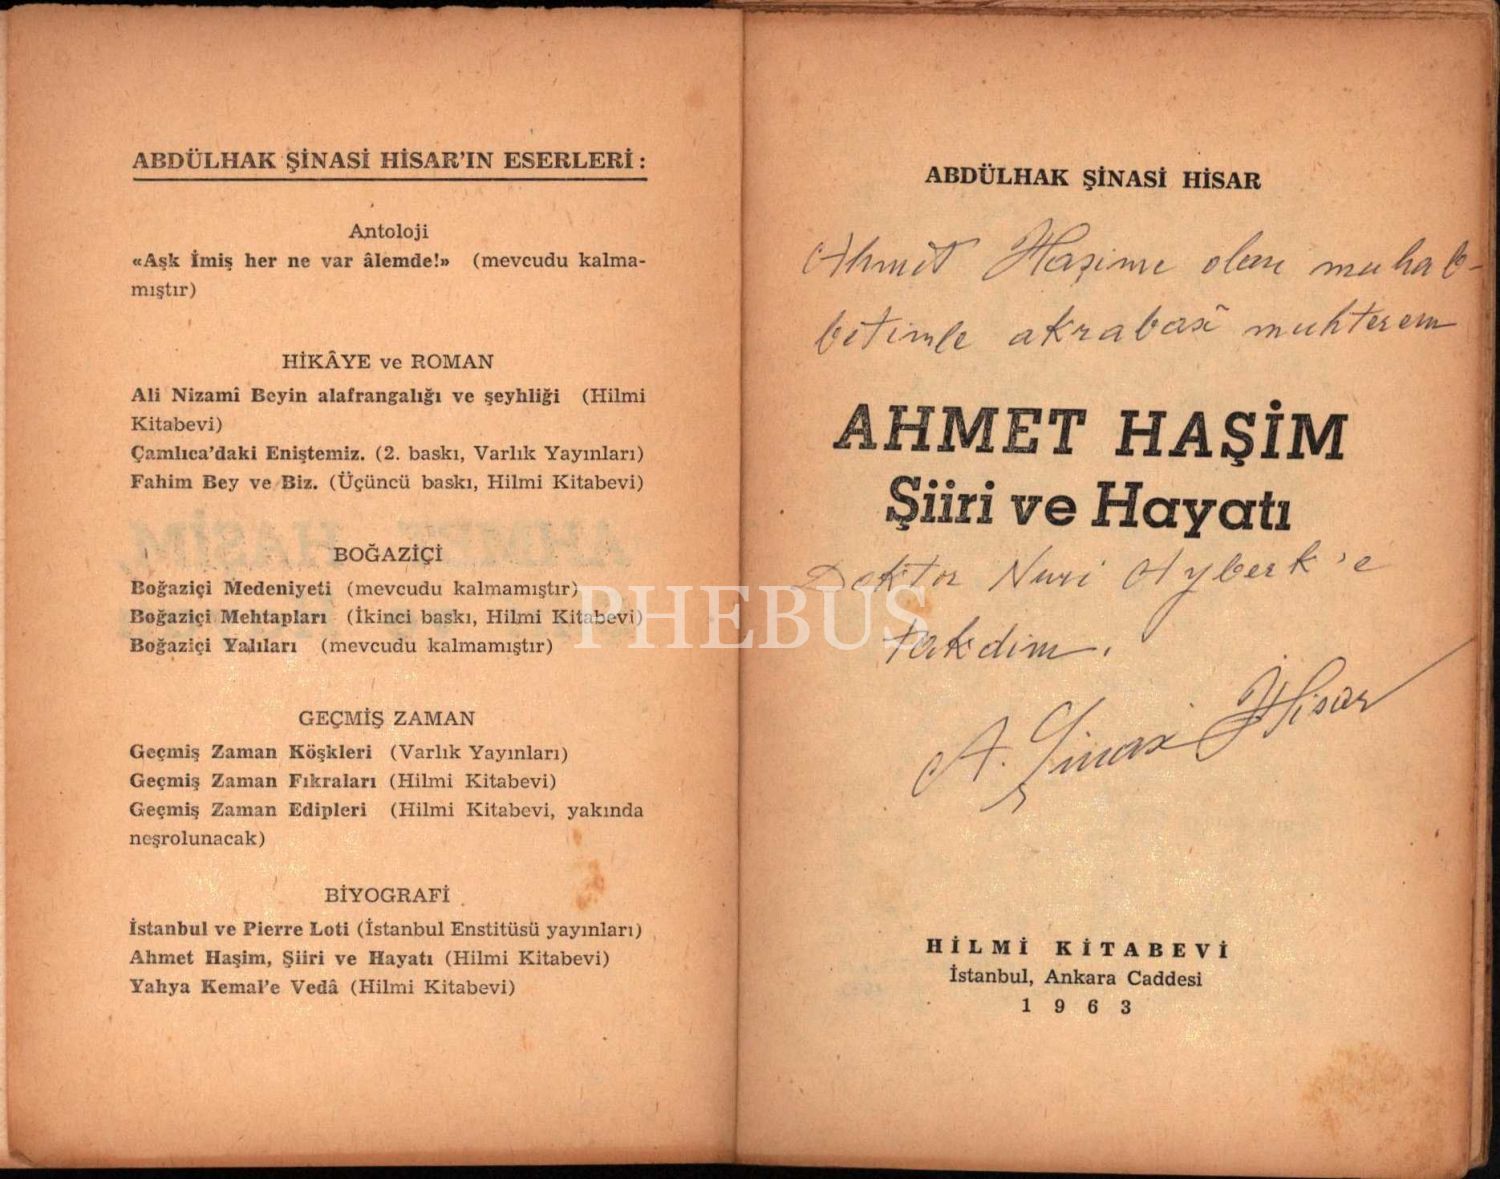 ABDÜLHAK ŞİNASİ HİSAR'IN ESERLERİ:
Antoloji
«Aşk İmiş her ne var âlemde!» (mevcudu kalma-
mıştır)
HİKÂYE ve ROMAN
Ali Nizamî Beyin alafrangalığı ve şeyhliği (Hilmi
Kitabevi)
Çamlıca'daki Eniştemiz. (2. baskı, Varlık Yayınları)
Fahim Bey ve Biz. (Üçüncü baskı, Hilmi Kitabevi)
BOĞAZİÇİ
Boğaziçi Medeniyeti (mevcudu kalmamıştır)
Boğaziçi Mehtapları (İkinci baskı, Hilmi Kitabevi)
Boğaziçi Yalıları (mevcudu kalmamıştır)
GEÇMİŞ ZAMAN
Geçmiş Zaman Köşkleri (Varlık Yayınları)
Geçmiş Zaman Fıkraları (Hilmi Kitabevi)
Geçmiş Zaman Edipleri (Hilmi Kitabevi, yakında
neşrolunacak)
BİYOGRAFİ
İstanbul ve Pierre Loti (İstanbul Enstitüsü yayınları)
Ahmet Haşim, Şiiri ve Hayatı (Hilmi Kitabevi)
Yahya Kemal'e Vedâ (Hilmi Kitabevi)
PHEBUS
ABDÜLHAK ŞİNASİ HİSAR
Ahmet Haşime olan muhab-
betimle akrabası muhterem
AHMET HAŞİM
Şiiri ve Hayatı
Doktor Nuri Ayberk'e
takdim.
A. Şinasi Hisar
HİLMİ KİTABEVİ
İstanbul, Ankara Caddesi
1963